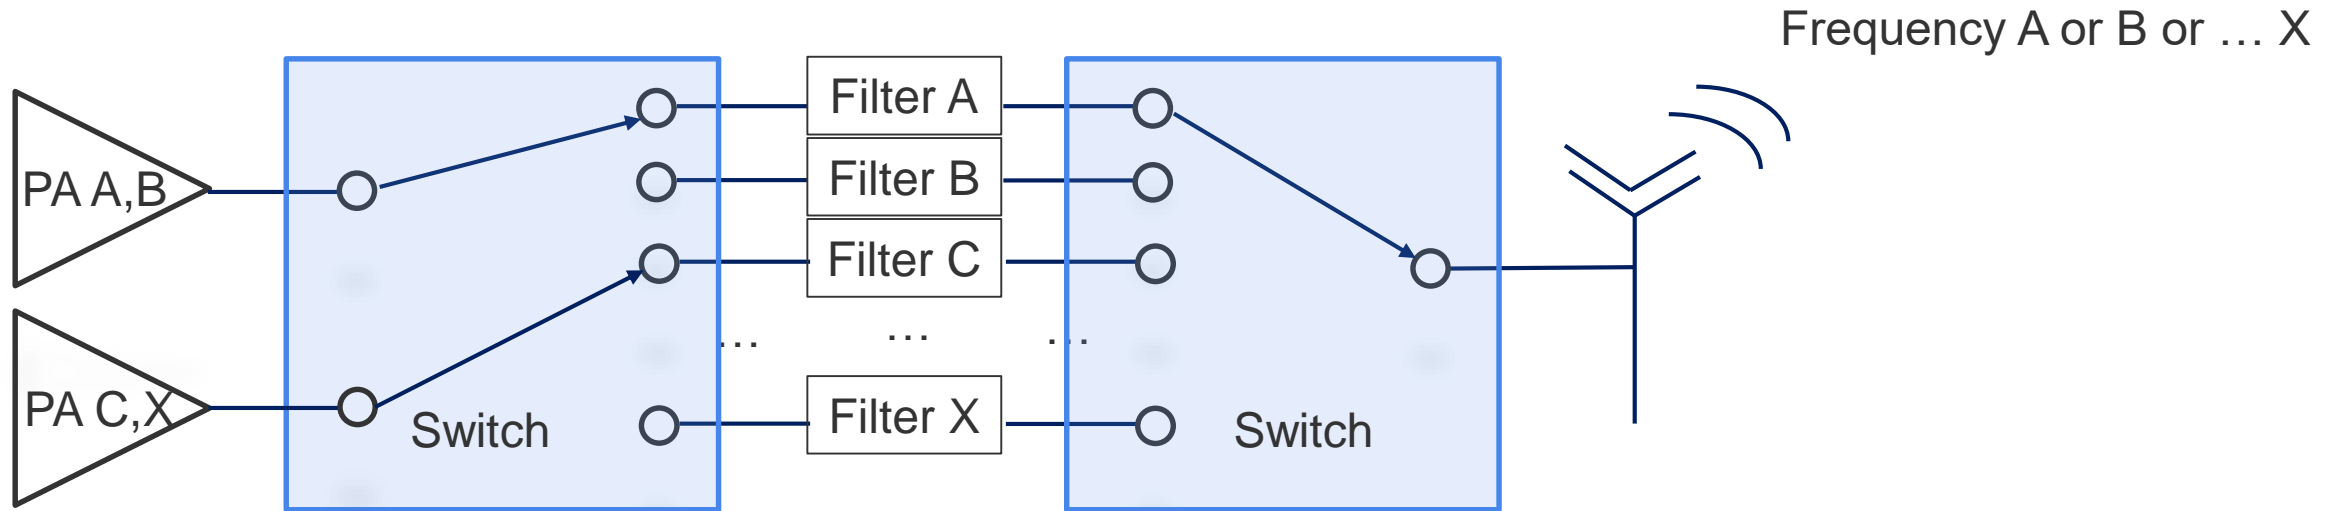 Frequency A or B or … X
Filter A
PA A,B
Filter B
Filter C
… … …
PA C,X
Switch
Filter X
Switch